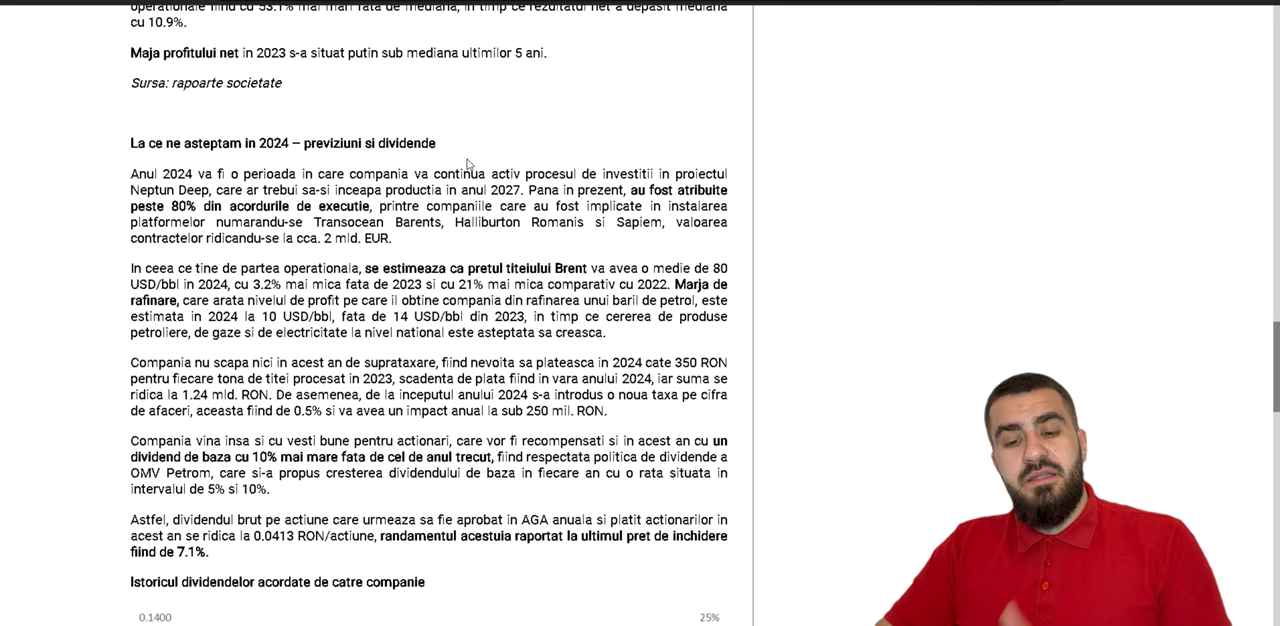 operationale fiind cu 53.1% mai mari fata de mediana, in timp ce rezultatul net a depasit mediana
cu 10.9%.
Maja profitului net in 2023 s-a situat putin sub mediana ultimilor 5 ani.
Sursa: rapoarte societate
La ce ne asteptam in 2024 – previziuni si dividende
Anul 2024 va fi o perioada in care compania va continua activ procesul de investitii in proiectul
Neptun Deep, care ar trebui sa-si inceapa productia in anul 2027. Pana in prezent, au fost atribuite
peste 80% din acordurile de executie, printre companiile care au fost implicate in instalarea
platformelor numarandu-se Transocean Barents, Halliburton Romanis si Sapiem, valoarea
contractelor ridicandu-se la cca. 2 mld. EUR.
In ceea ce tine de partea operationala, se estimeaza ca pretul titeiului Brent va avea o medie de 80
USD/bbl in 2024, cu 3.2% mai mica fata de 2023 si cu 21% mai mica comparativ cu 2022. Marja de
rafinare, care arata nivelul de profit pe care il obtine compania din rafinarea unui baril de petrol, este
estimata in 2024 la 10 USD/bbl, fata de 14 USD/bbl din 2023, in timp ce cererea de produse
petroliere, de gaze si de electricitate la nivel national este asteptata sa creasca.
Compania nu scapa nici in acest an de suprataxare, fiind nevoita sa plateasca in 2024 cate 350 RON
pentru fiecare tona de titei procesat in 2023, scadenta de plata fiind in vara anului 2024, iar suma se
ridica la 1.24 mld. RON. De asemenea, de la inceputul anului 2024 s-a introdus o noua taxa pe cifra
de afaceri, aceasta fiind de 0.5% si va avea un impact anual la sub 250 mil. RON.
Compania vina insa si cu vesti bune pentru actionari, care vor fi recompensati si in acest an cu un
dividend de baza cu 10% mai mare fata de cel de anul trecut, fiind respectata politica de dividende a
OMV Petrom, care si-a propus cresterea dividendului de baza in fiecare an cu o rata situata in
intervalul de 5% si 10%.
Astfel, dividendul brut pe actiune care urmeaza sa fie aprobat in AGA anuala si platit actionarilor in
acest an se ridica la 0.0413 RON/actiune, randamentul acestuia raportat la ultimul pret de inchidere
fiind de 7.1%.
Istoricul dividendelor acordate de catre companie
0.1400 25%